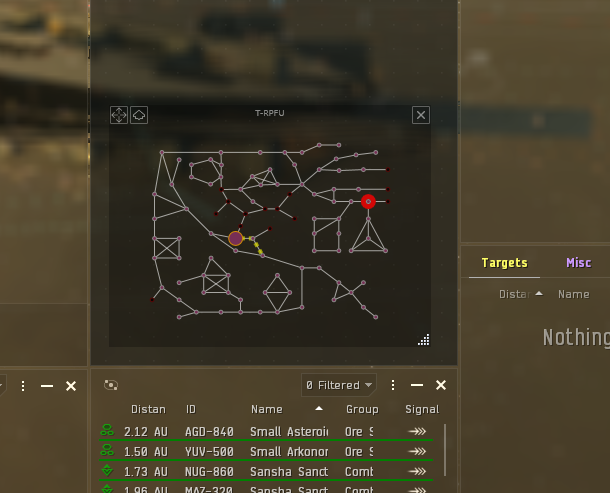 T-RPFU
Targets Misc
Distan Name
Nothing
0 Filtered
Distan ID Name Group Signal
2.12 AU AGD-840 Small Asteroi Ore S
1.50 AU YUV-500 Small Arkonor Ore S
1.73 AU NUG-860 Sansha Sanct Comb
1.96 AU MAZ-320 Sansha Sanct Comb